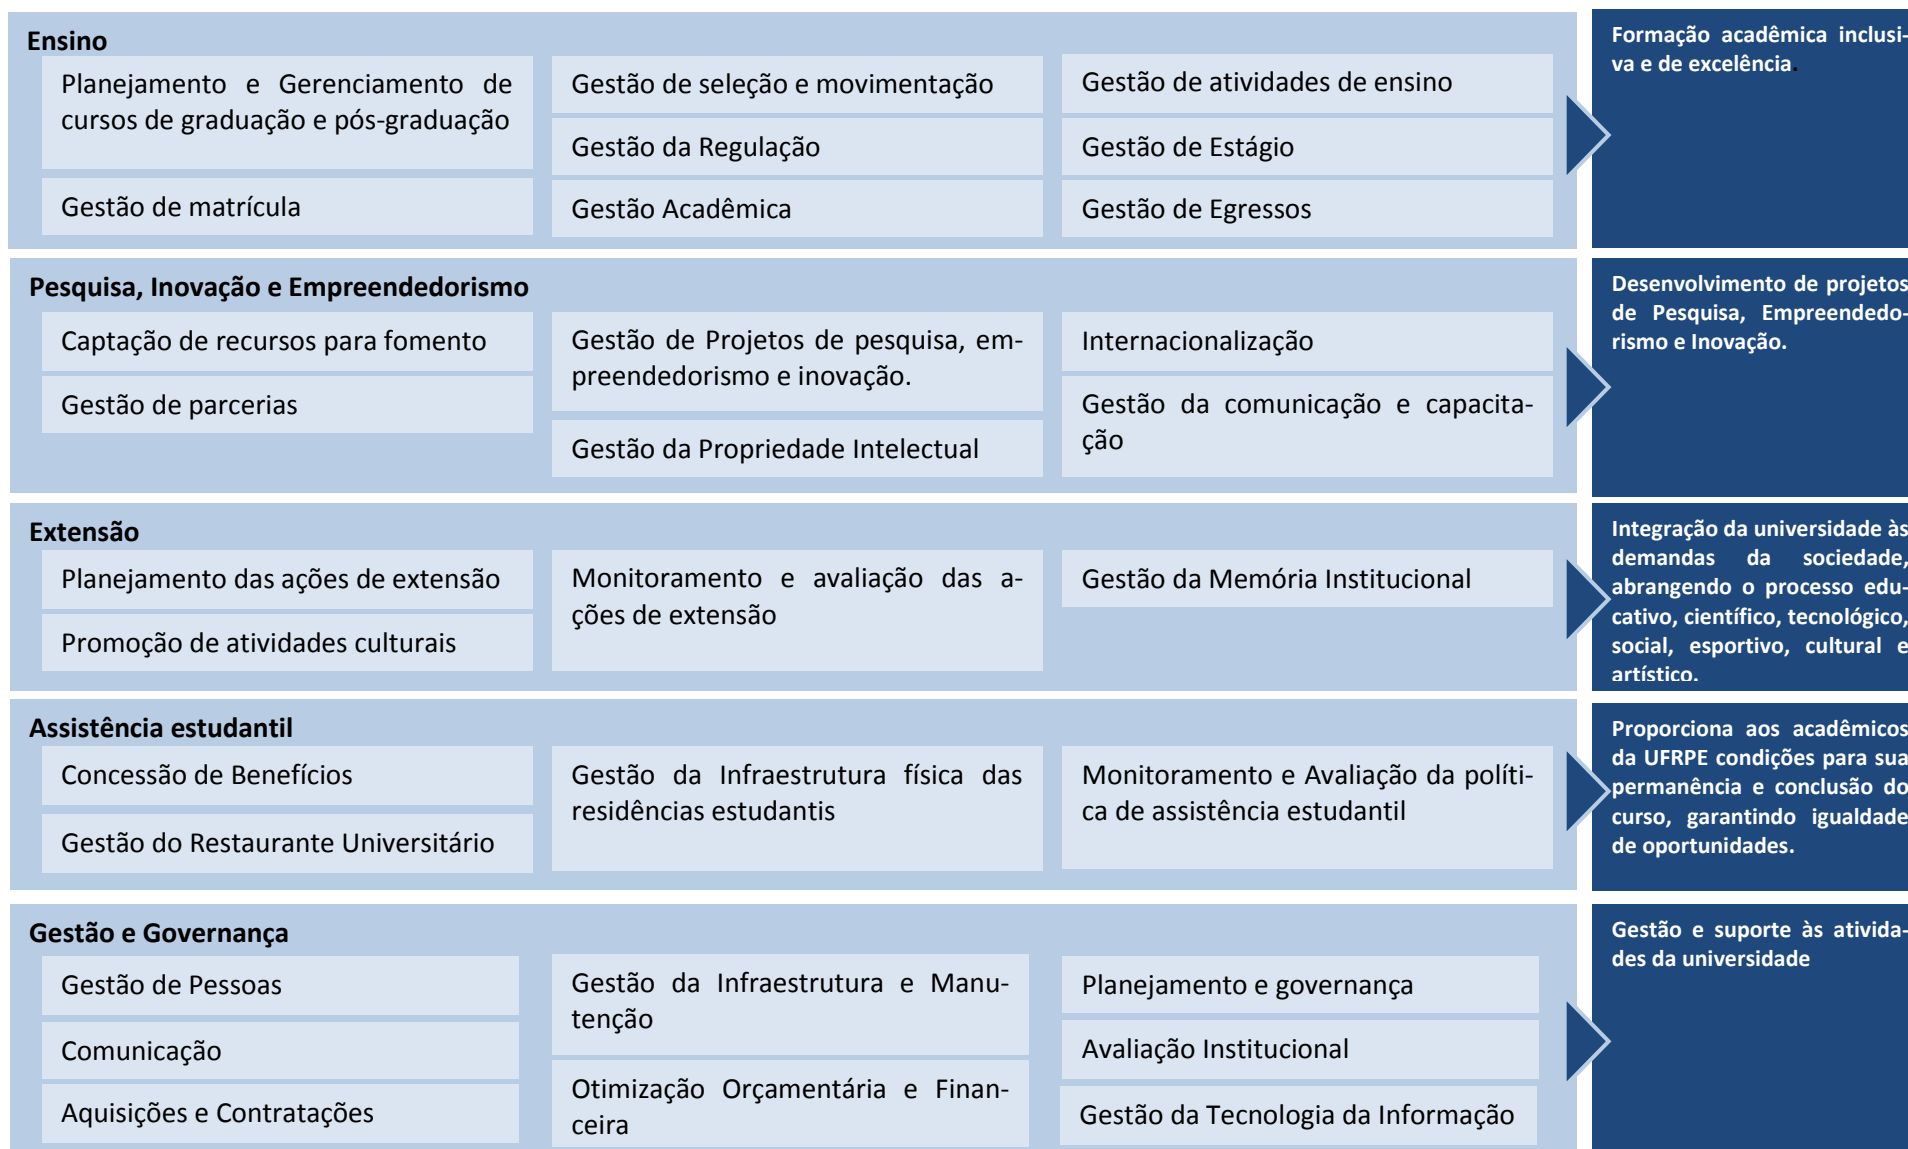 Ensino
Planejamento e Gerenciamento de
cursos de graduação e pós-graduação
Gestão de matrícula
Gestão de seleção e movimentação
Gestão da Regulação
Gestão Acadêmica
Gestão de atividades de ensino
Gestão de Estágio
Gestão de Egressos
Formação acadêmica inclusi-
va e de excelência.
Pesquisa, Inovação e Empreendedorismo
Captação de recursos para fomento
Gestão de parcerias
Gestão de Projetos de pesquisa, em-
preendedorismo e inovação.
Gestão da Propriedade Intelectual
Internacionalização
Gestão da comunicação e capacita-
ção
Desenvolvimento de projetos
de Pesquisa, Empreendedo-
rismo e Inovação.
Extensão
Planejamento das ações de extensão
Promoção de atividades culturais
Monitoramento e avaliação das a-
ções de extensão
Gestão da Memória Institucional
Integração da universidade às
demandas da sociedade,
abrangendo o processo edu-
cativo, científico, tecnológico,
social, esportivo, cultural e
artístico.
Assistência estudantil
Concessão de Benefícios
Gestão do Restaurante Universitário
Gestão da Infraestrutura física das
residências estudantis
Monitoramento e Avaliação da políti-
ca de assistência estudantil
Proporciona aos acadêmicos
da UFRPE condições para sua
permanência e conclusão do
curso, garantindo igualdade
de oportunidades.
Gestão e Governança
Gestão de Pessoas
Comunicação
Aquisições e Contratações
Gestão da Infraestrutura e Manu-
tenção
Otimização Orçamentária e Finan-
ceira
Planejamento e governança
Avaliação Institucional
Gestão da Tecnologia da Informação
Gestão e suporte às ativida-
des da universidade